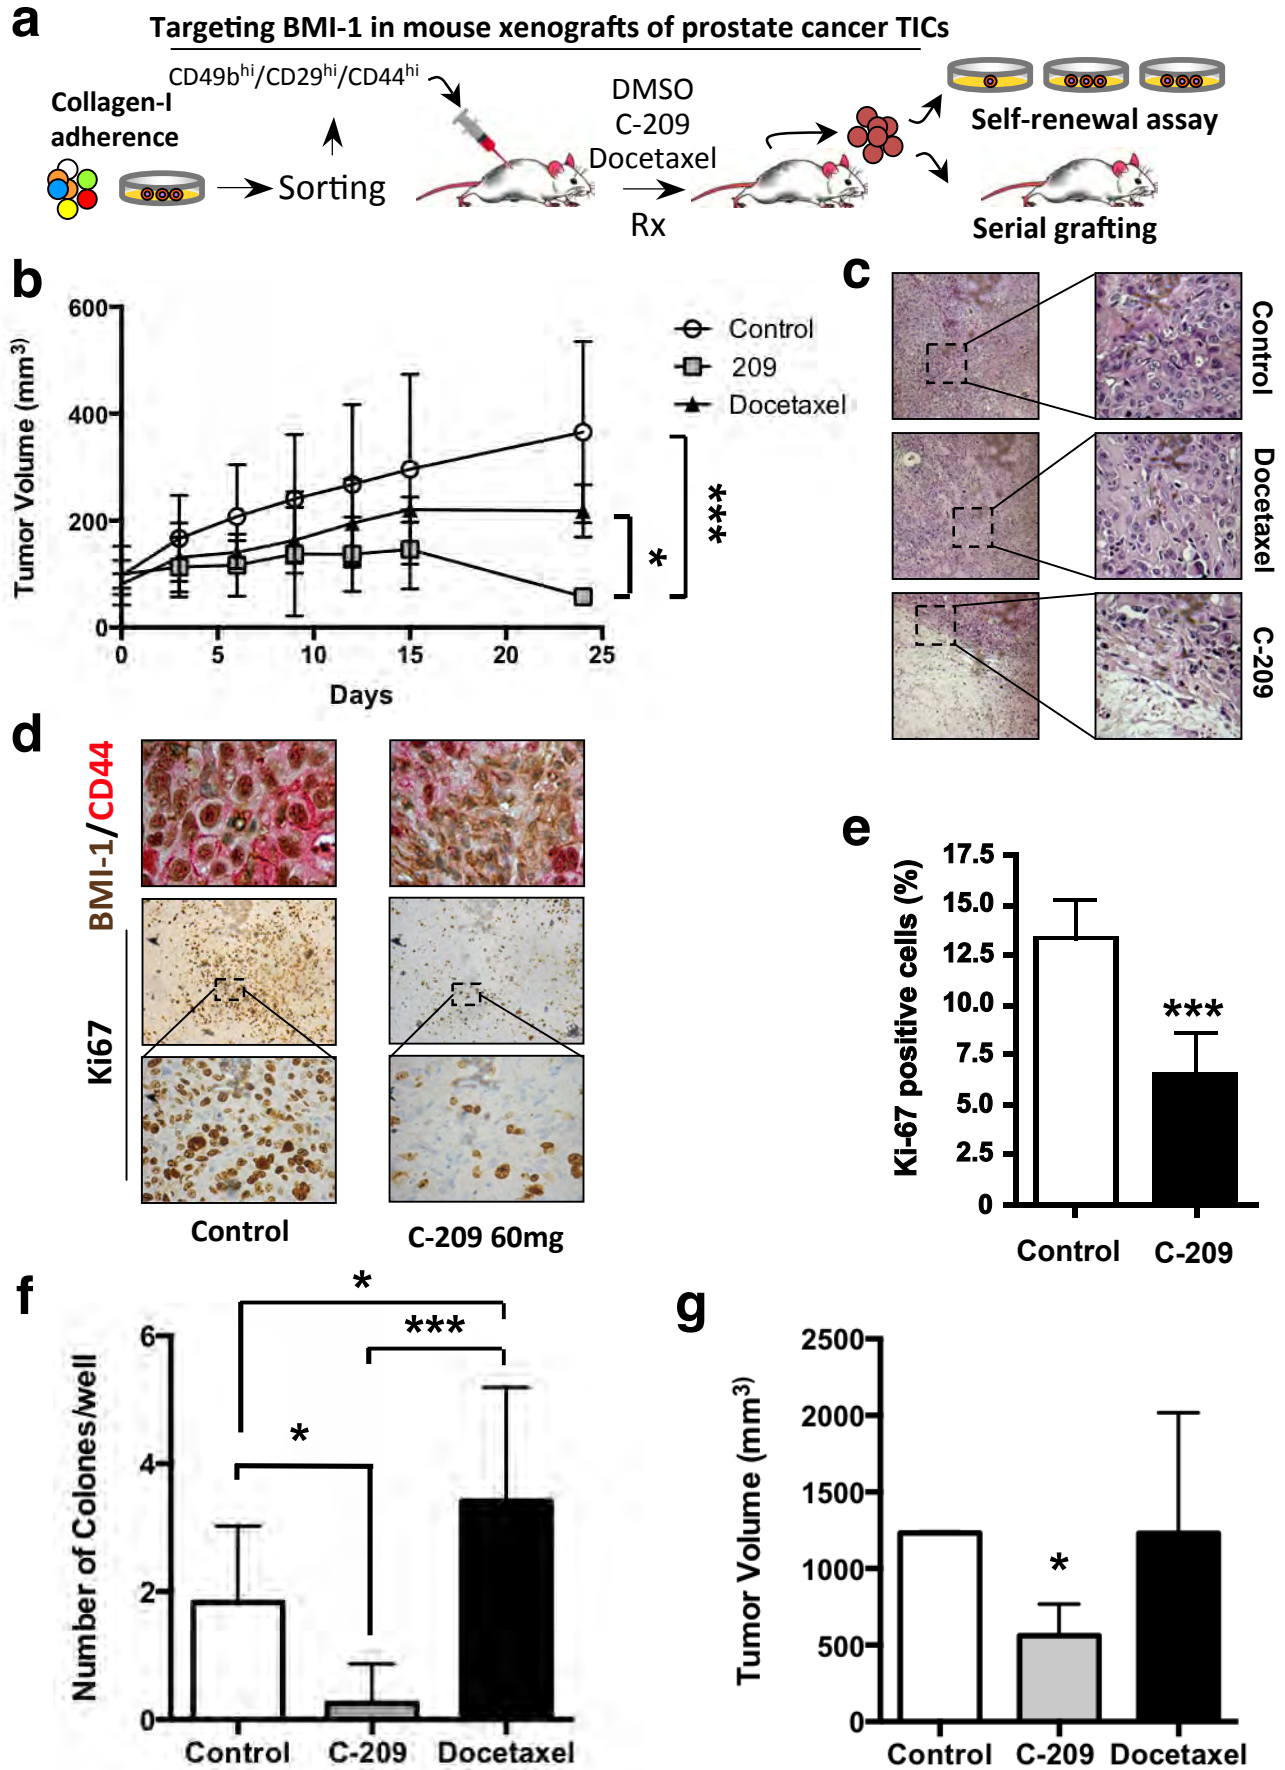 a
Targeting BMI-1 in mouse xenografts of prostate cancer TICs
CD49bhi/CD29hi/CD44hi
Collagen-I
adherence
Sorting
DMSO
C-209
Docetaxel
Rx
Self-renewal assay
Serial grafting
b
Tumor Volume (mm3)
600
400
200
0
0 5 10 15 20 25
Days
Control
209
Docetaxel
*
***
c
Control
Docetaxel
C-209
d
BMI-1/CD44
Ki67
Control
C-209 60mg
e
Ki-67 positive cells (%)
17.5
15.0
12.5
10.0
7.5
5.0
2.5
0
***
Control C-209
f
Number of Colones/well
6
4
2
0
*
***
*
Control C-209 Docetaxel
g
Tumor Volume (mm3)
2500
2000
1500
1000
500
0
*
Control C-209 Docetaxel